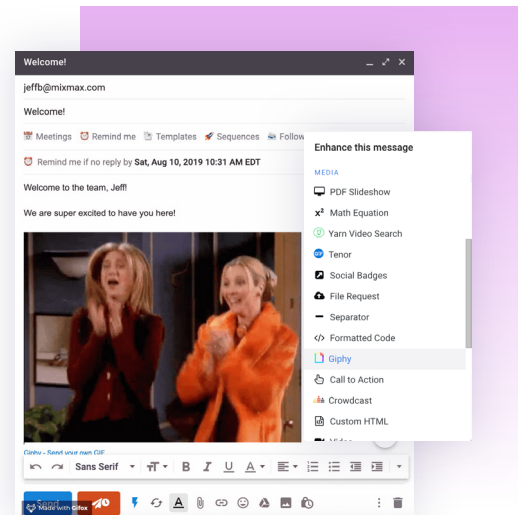 Welcome!
jeffb@mixmax.com
Welcome!
Meetings Remind me Templates Sequences Follow
Remind me if no reply by Sat, Aug 10, 2019 10:31 AM EDT
Welcome to the team, Jeff!
We are super excited to have you here!
Giphy - Send your own GIF
Sans Serif
B I U A
Send
Made with Gifox
A
Enhance this message
MEDIA
PDF Slideshow
x² Math Equation
Yarn Video Search
Tenor
Social Badges
File Request
Separator
</> Formatted Code
Giphy
Call to Action
Crowdcast
Custom HTML
Video